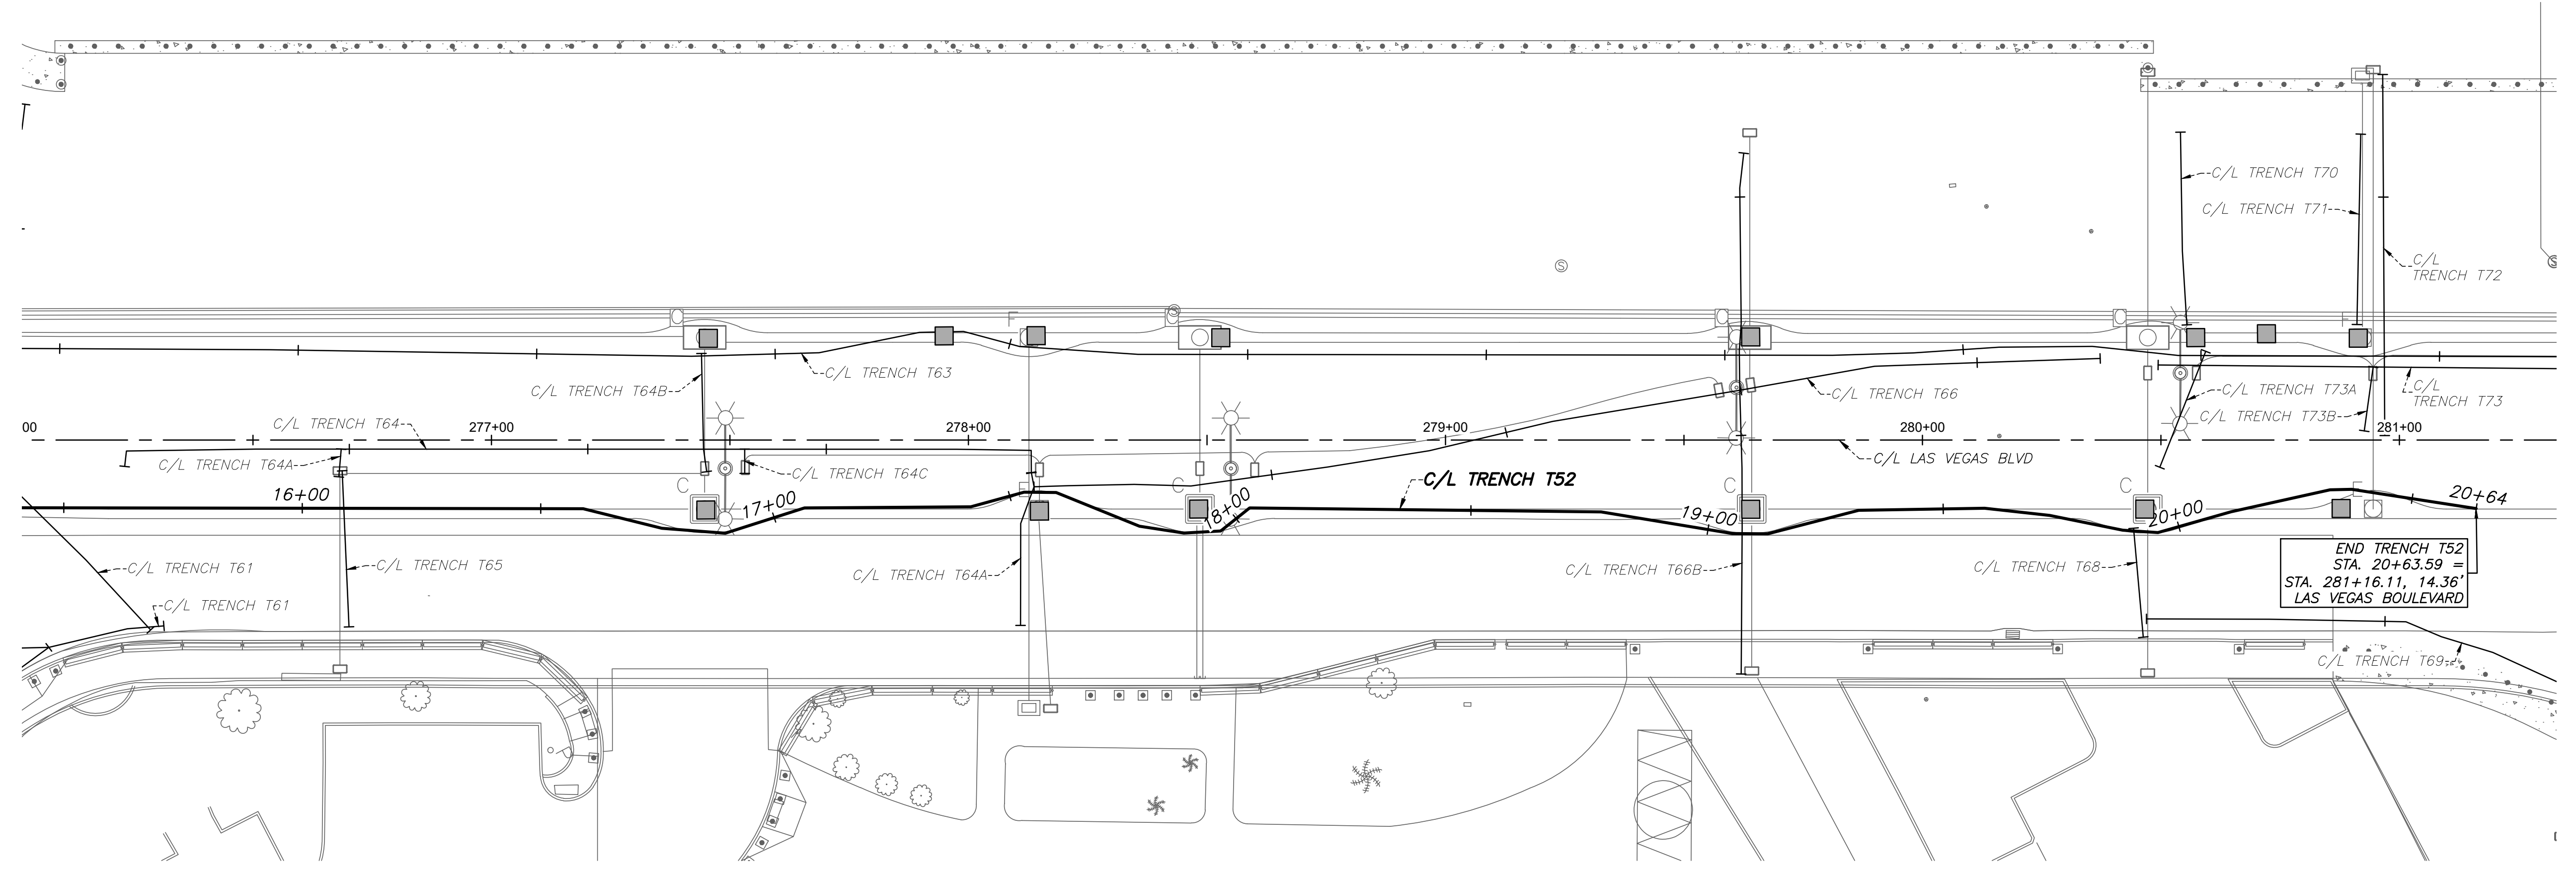 C/L TRENCH T70
C/L TRENCH T71
C/L
TRENCH T72
S
S
F
F
C/L TRENCH T63
C/L TRENCH T64B
C/L TRENCH T66
C/L TRENCH T73A
C/L
TRENCH T73
C/L TRENCH T73B
00
C/L TRENCH T64
277+00
278+00
279+00
280+00
281+00
C/L TRENCH T64A
C/L TRENCH T64C
C/L LAS VEGAS BLVD
C/L TRENCH T52
C
C
C
C
F
F
16+00
17+00
18+00
19+00
20+00
20+64
C/L TRENCH T61
C/L TRENCH T65
C/L TRENCH T64A
C/L TRENCH T66B
C/L TRENCH T68
END TRENCH T52
STA. 20+63.59 =
STA. 281+16.11, 14.36'
LAS VEGAS BOULEVARD
C/L TRENCH T61
C/L TRENCH T69